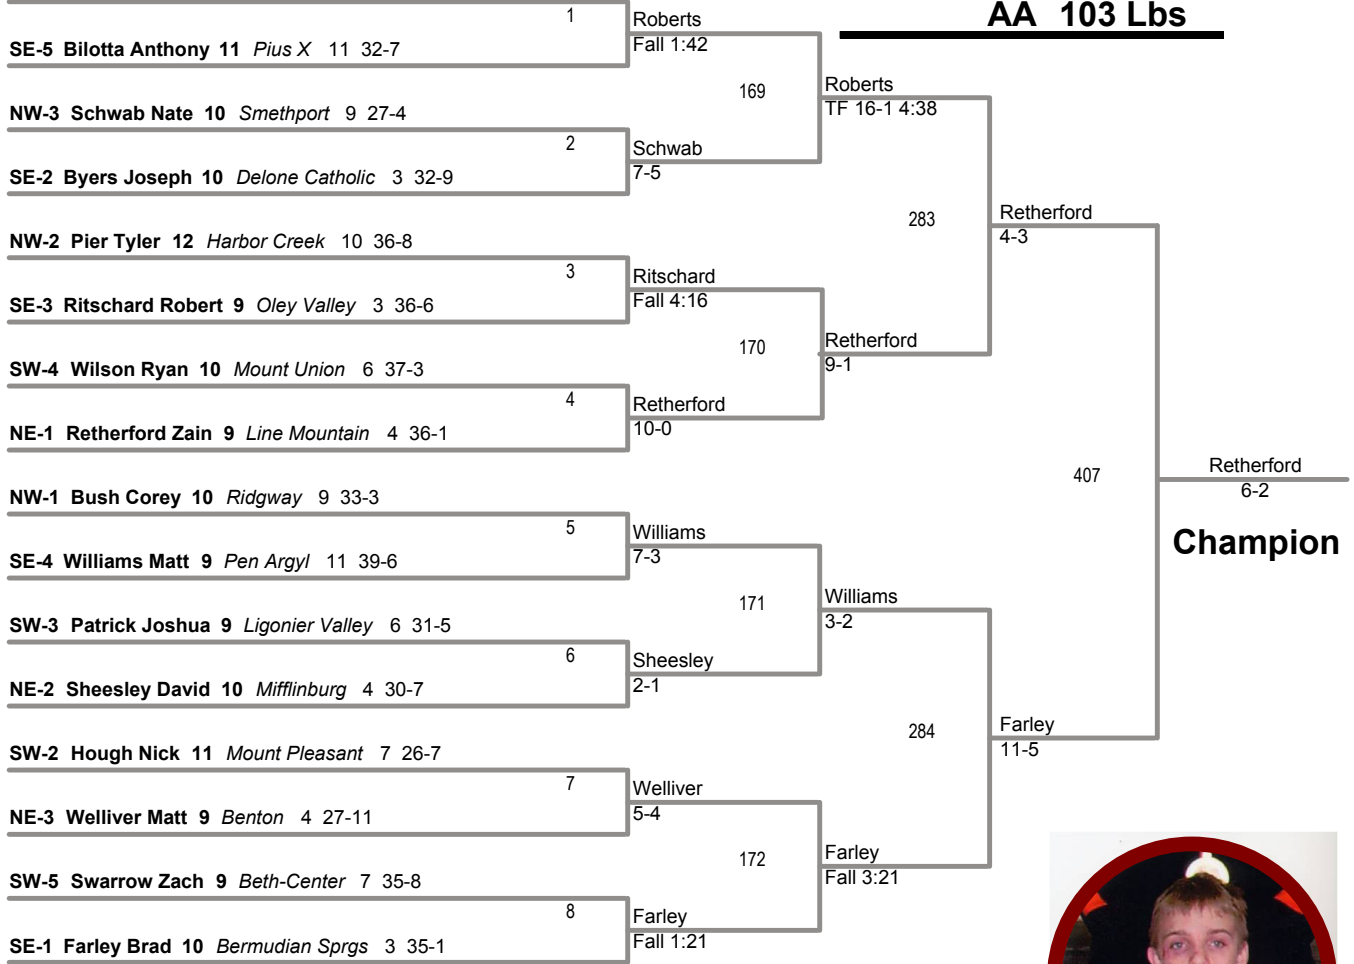 AA 103 Lbs
1
Roberts
Fall 1:42
SE-5 Bilotta Anthony 11 Pius X 11 32-7
169
Roberts
TF 16-1 4:38
NW-3 Schwab Nate 10 Smethport 9 27-4
2
Schwab
7-5
SE-2 Byers Joseph 10 Delone Catholic 3 32-9
283
Retherford
4-3
NW-2 Pier Tyler 12 Harbor Creek 10 36-8
3
Ritschard
Fall 4:16
SE-3 Ritschard Robert 9 Oley Valley 3 36-6
170
Retherford
9-1
SW-4 Wilson Ryan 10 Mount Union 6 37-3
4
Retherford
10-0
NE-1 Retherford Zain 9 Line Mountain 4 36-1
407
Retherford
6-2
Champion
NW-1 Bush Corey 10 Ridgway 9 33-3
5
Williams
7-3
SE-4 Williams Matt 9 Pen Argyl 11 39-6
171
Williams
3-2
SW-3 Patrick Joshua 9 Ligonier Valley 6 31-5
6
Sheesley
2-1
NE-2 Sheesley David 10 Mifflinburg 4 30-7
284
Farley
11-5
SW-2 Hough Nick 11 Mount Pleasant 7 26-7
7
Welliver
5-4
NE-3 Welliver Matt 9 Benton 4 27-11
172
Farley
Fall 3:21
SW-5 Swarrow Zach 9 Beth-Center 7 35-8
8
Farley
Fall 1:21
SE-1 Farley Brad 10 Bermudian Sprgs 3 35-1